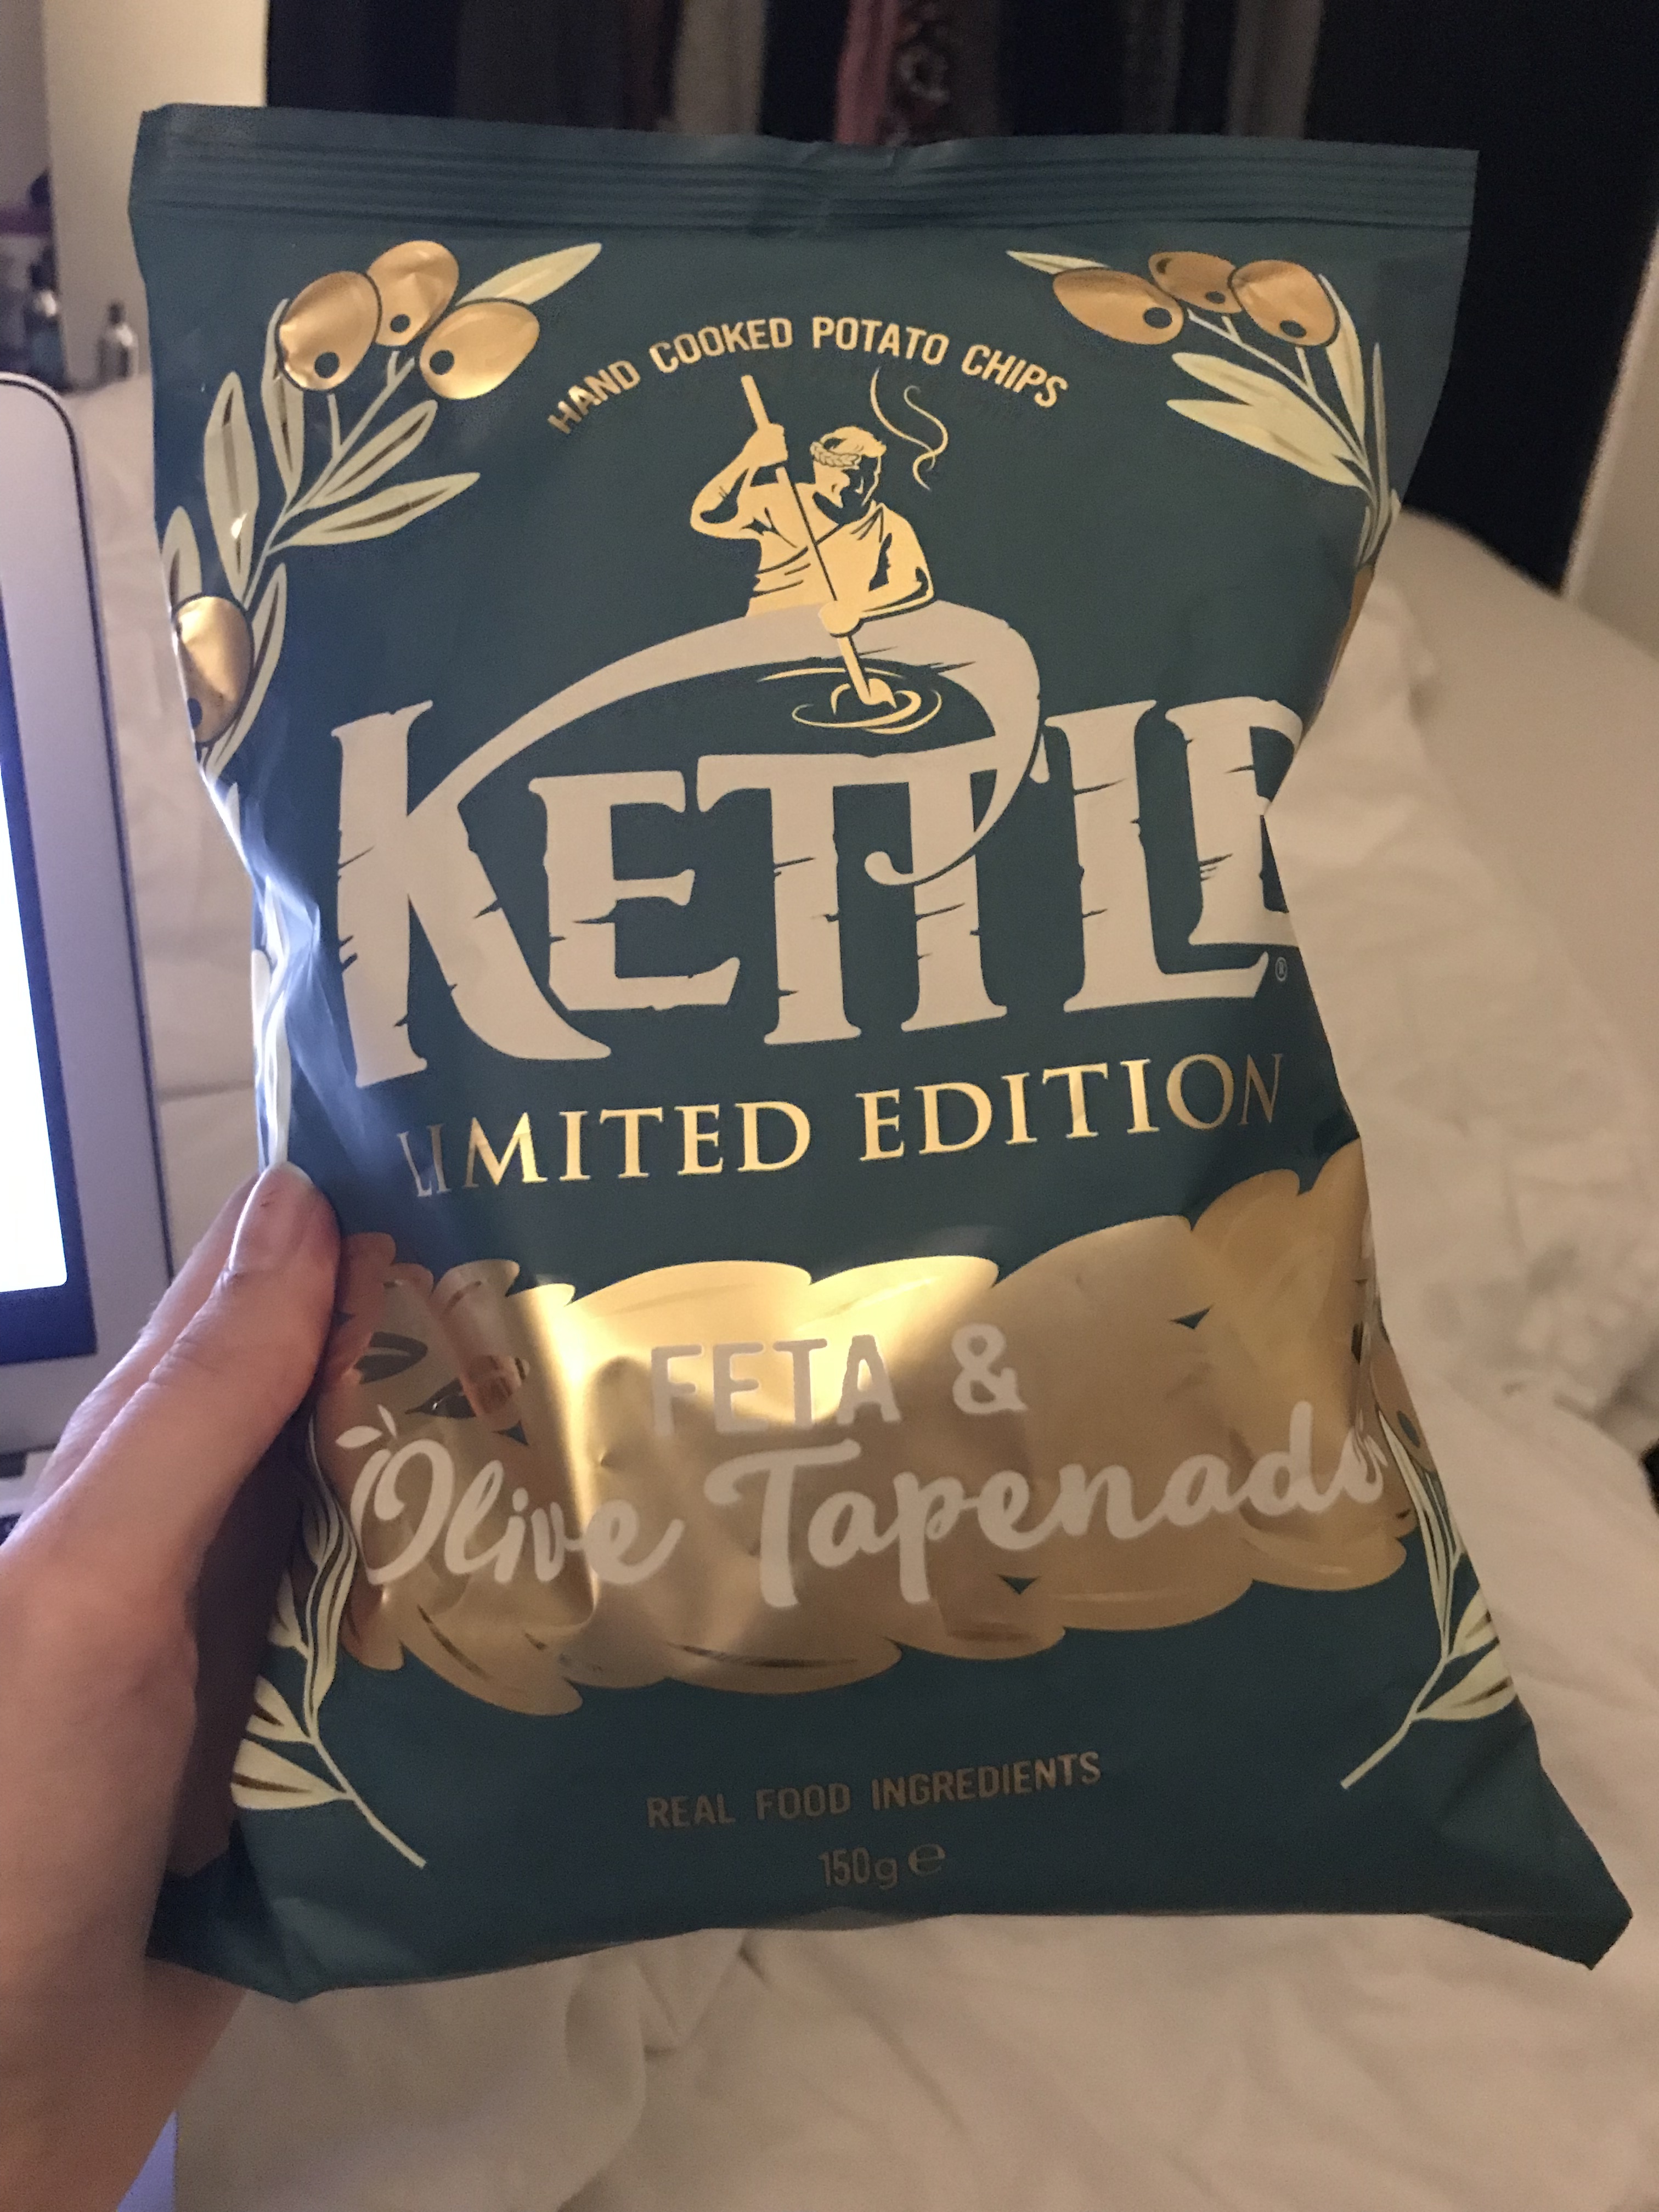 HAND COOKED POTATO CHIPS
KETTLE®
LIMITED EDITION
FETA &
Olive Tapenade
REAL FOOD INGREDIENTS
150g ℮